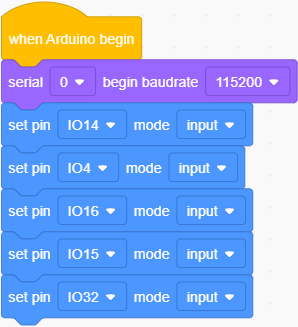 when Arduino begin
serial 0 begin baudrate 115200
set pin IO14 mode input
set pin IO4 mode input
set pin IO16 mode input
set pin IO15 mode input
set pin IO32 mode input